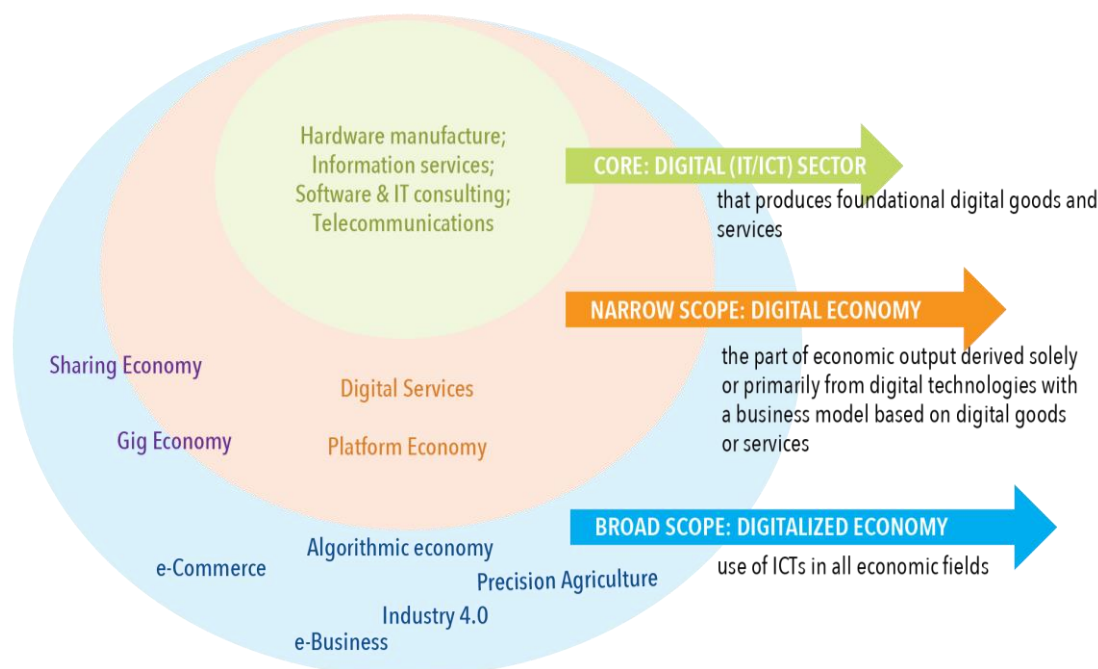 Hardware manufacture;
Information services;
Software & IT consulting;
Telecommunications
CORE: DIGITAL (IT/ICT) SECTOR
that produces foundational digital goods and
services
NARROW SCOPE: DIGITAL ECONOMY
the part of economic output derived solely
or primarily from digital technologies with
a business model based on digital goods
or services
Sharing Economy
Digital Services
Gig Economy
Platform Economy
BROAD SCOPE: DIGITALIZED ECONOMY
use of ICTs in all economic fields
Algorithmic economy
e-Commerce
Precision Agriculture
Industry 4.0
e-Business